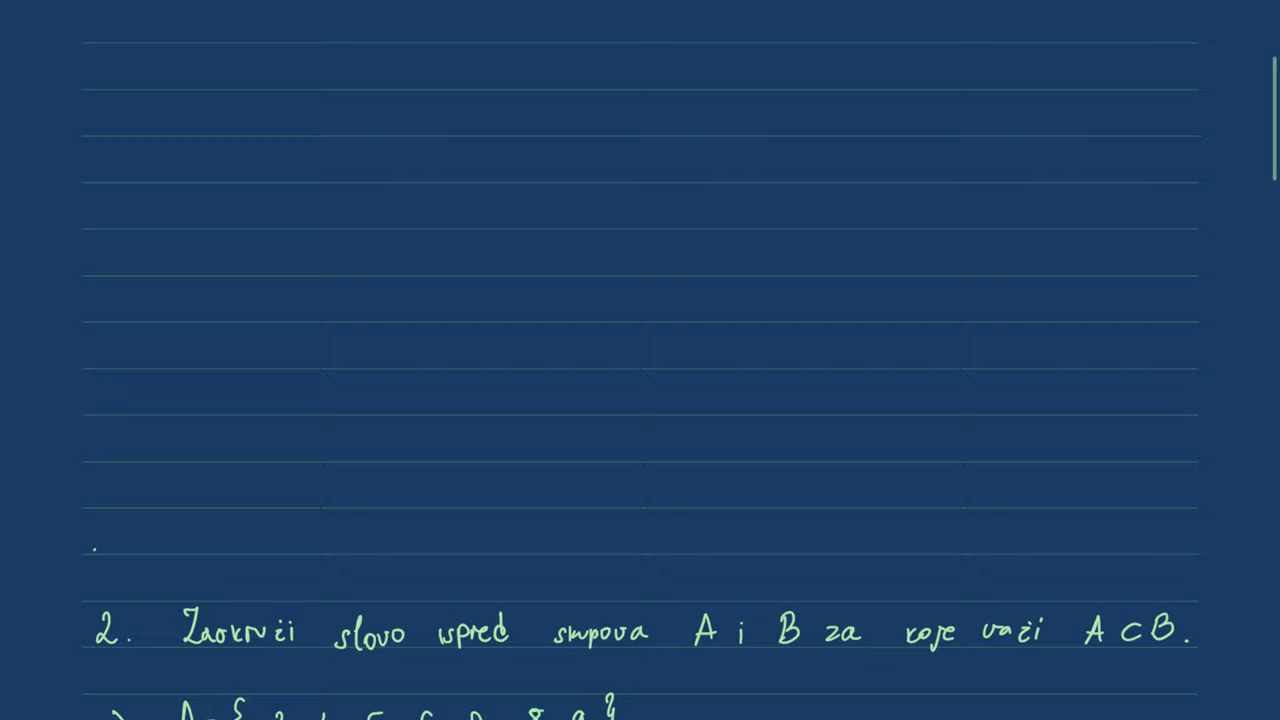 2. Zaokruži slovo ispred skupova A i B za koje važi A ⊂ B.